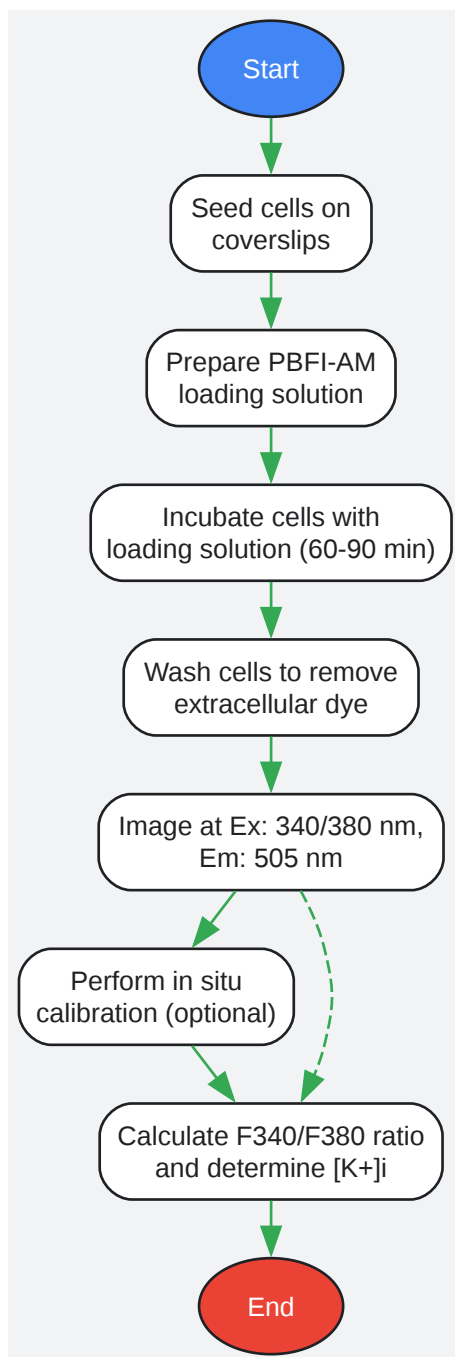 Start
Seed cells on
coverslips
Prepare PBFI-AM
loading solution
Incubate cells with
loading solution (60-90 min)
Wash cells to remove
extracellular dye
Image at Ex: 340/380 nm,
Em: 505 nm
Perform in situ
calibration (optional)
Calculate F340/F380 ratio
and determine [K+]i
End